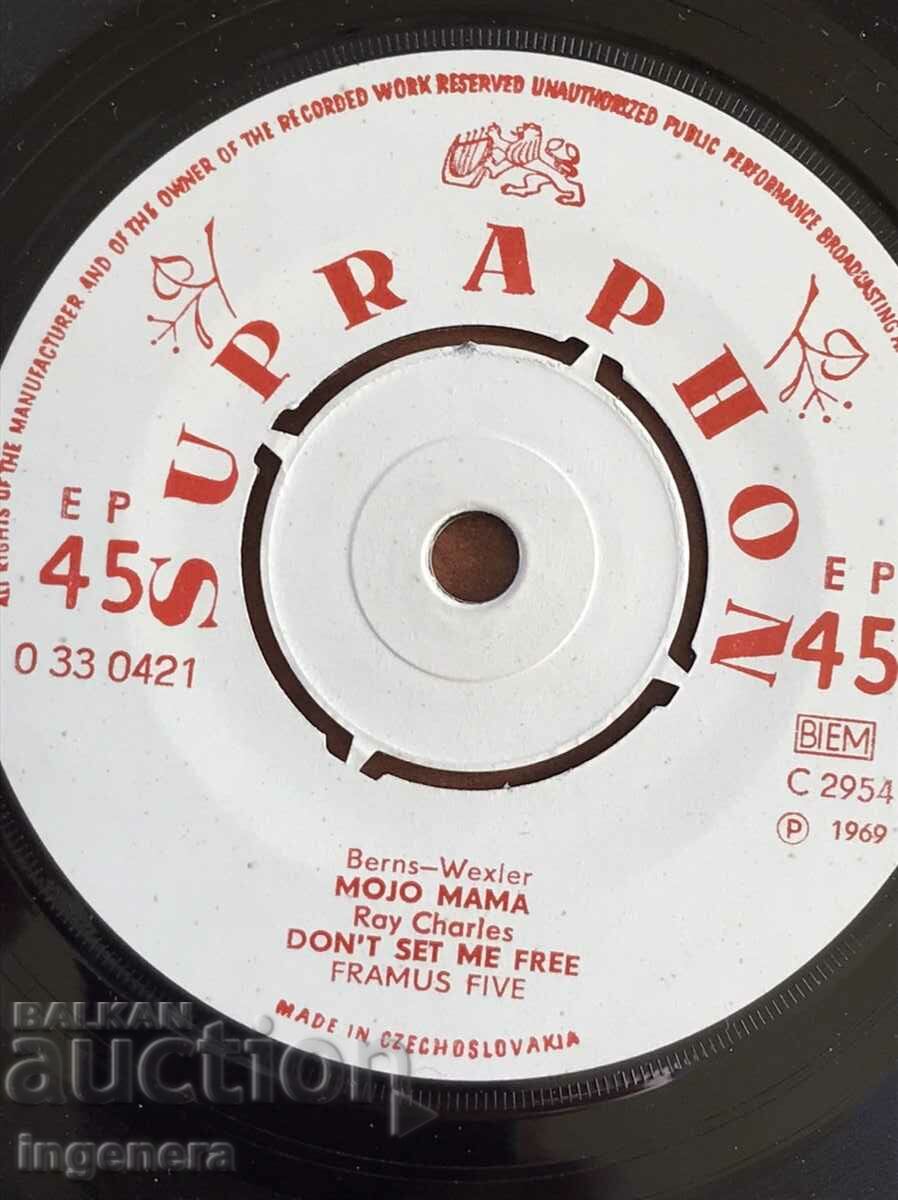 ALL RIGHTS OF THE MANUFACTURER AND OF THE OWNER OF THE RECORDED WORK RESERVED UNAUTHORIZED PUBLIC PERFORMANCE BROADCASTING
SUPRAPHON
EP
45
0 33 0421
EP
45
BIEM
C 2954
P 1969
Berns–Wexler
MOJO MAMA
Ray Charles
DON'T SET ME FREE
FRAMUS FIVE
MADE IN CZECHOSLOVAKIA
BALKAN
auction
ingenera